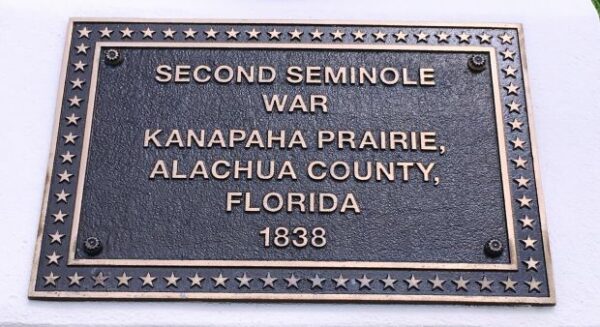 SECOND SEMINOLE
WAR
KANAPAHA PRAIRIE,
ALACHUA COUNTY,
FLORIDA
1838